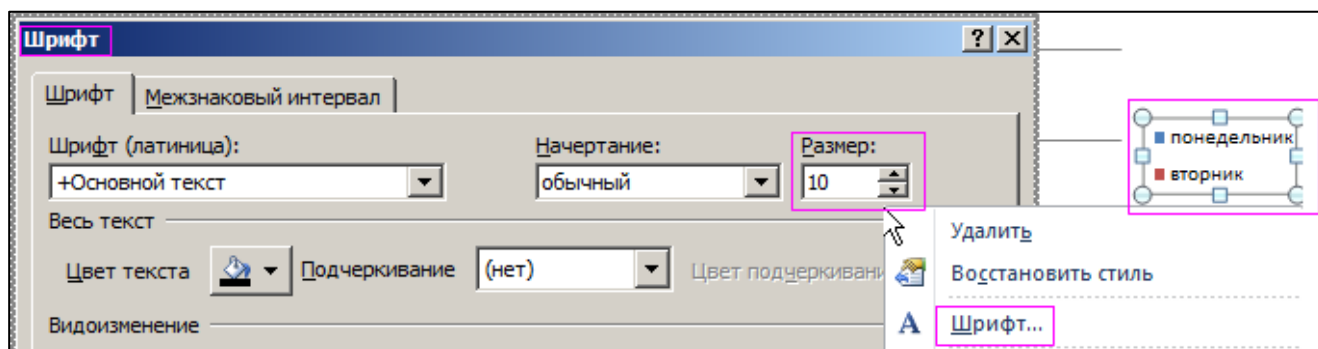 Шрифт
Шрифт Межзнаковый интервал
Шрифт (латиница): Начертание: Размер:
+Основной текст обычный 10
Весь текст
Цвет текста Подчеркивание (нет) Цвет подчеркивани
Видоизменение
понедельник
вторник
Удалить
Восстановить стиль
A Шрифт...